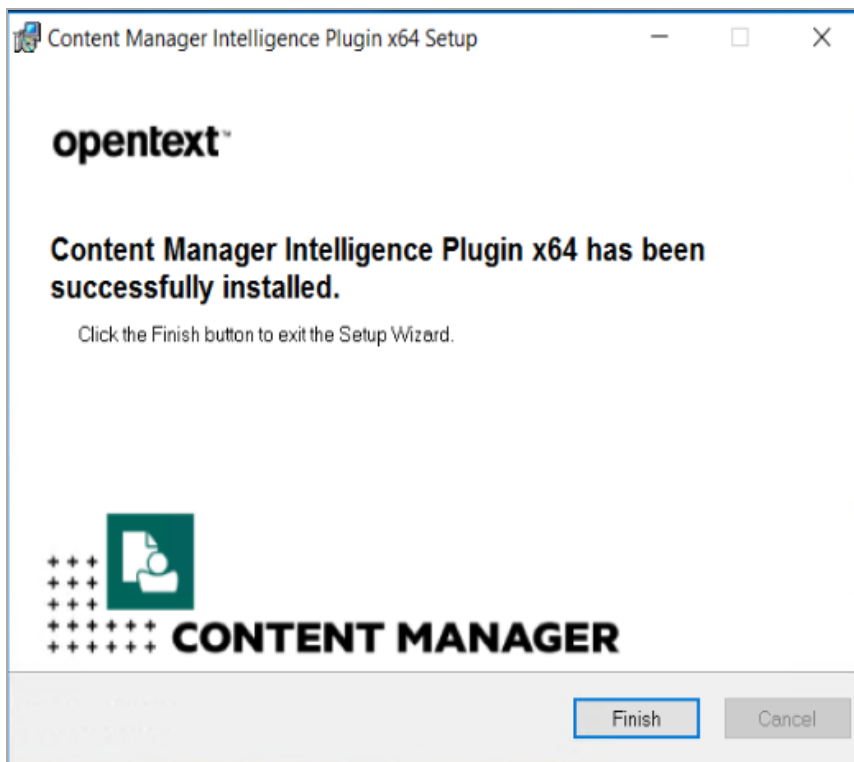 Content Manager Intelligence Plugin x64 Setup
opentext™
Content Manager Intelligence Plugin x64 has been
successfully installed.
Click the Finish button to exit the Setup Wizard.
CONTENT MANAGER
Finish
Cancel